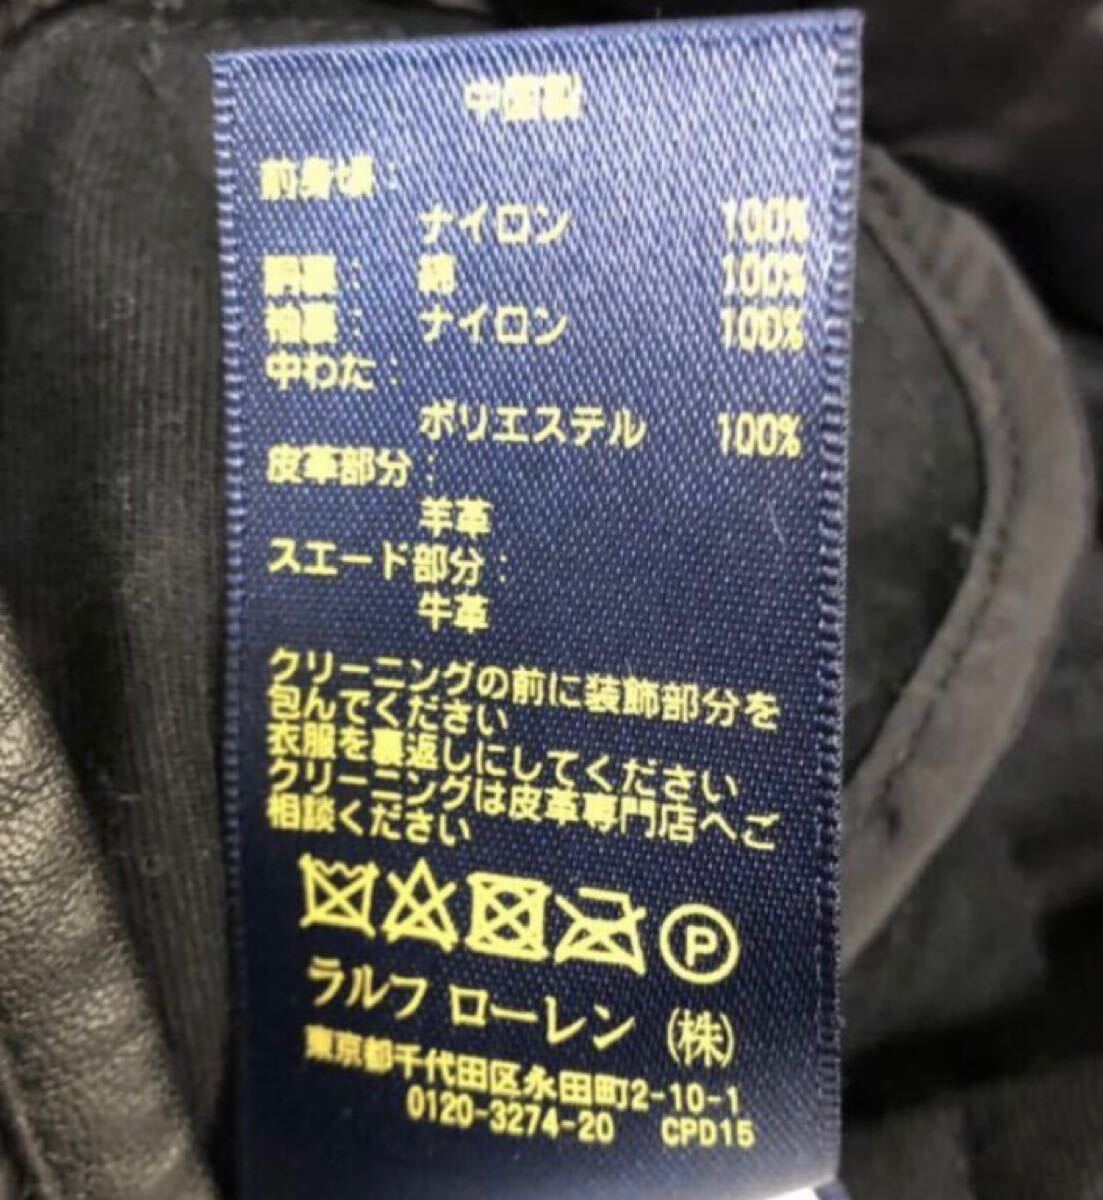 中国製
前身頃:
ナイロン 100%
胴裏: 綿 100%
袖裏: ナイロン 100%
中わた:
ポリエステル 100%
皮革部分:
羊革
スエード部分:
牛革
クリーニングの前に装飾部分を
包んでください
衣服を裏返しにしてください
クリーニングは皮革専門店へご
相談ください
P
ラルフ ローレン (株)
東京都千代田区永田町2-10-1
0120-3274-20 CPD15